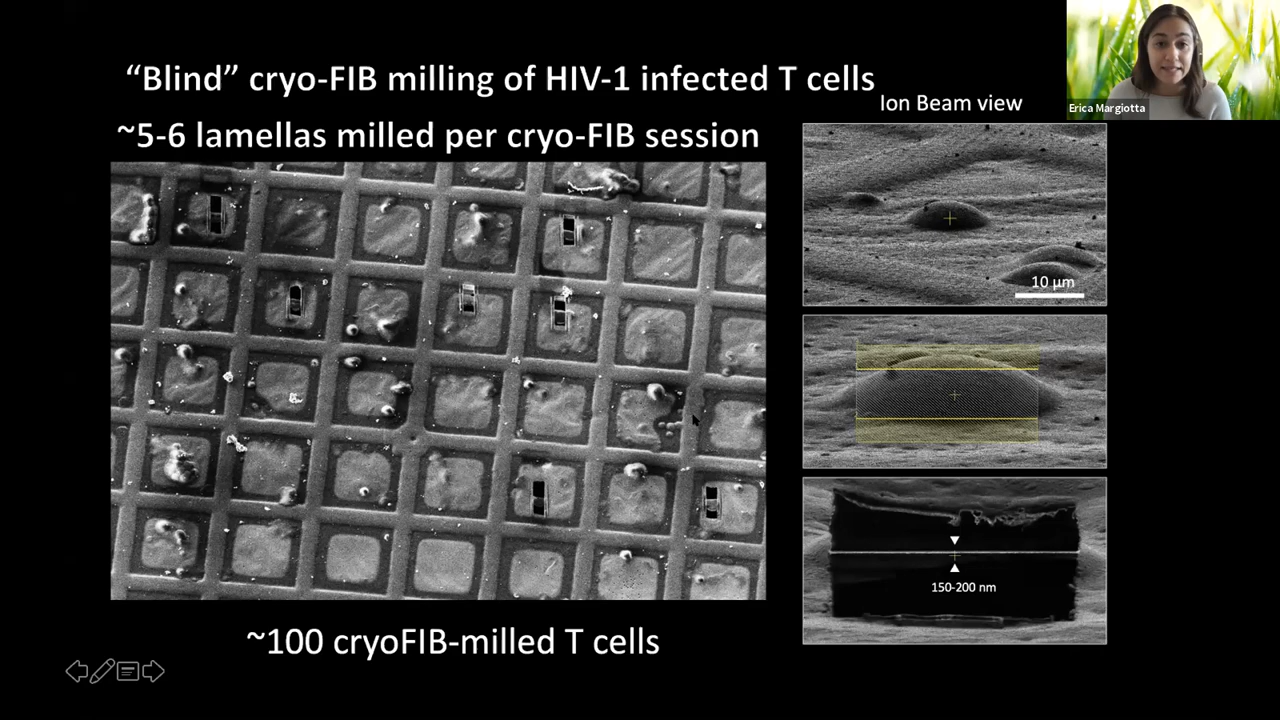 “Blind” cryo-FIB milling of HIV-1 infected T cells
~5-6 lamellas milled per cryo-FIB session
Ion Beam view
Erica Margiotta
10 µm
150-200 nm
~100 cryoFIB-milled T cells